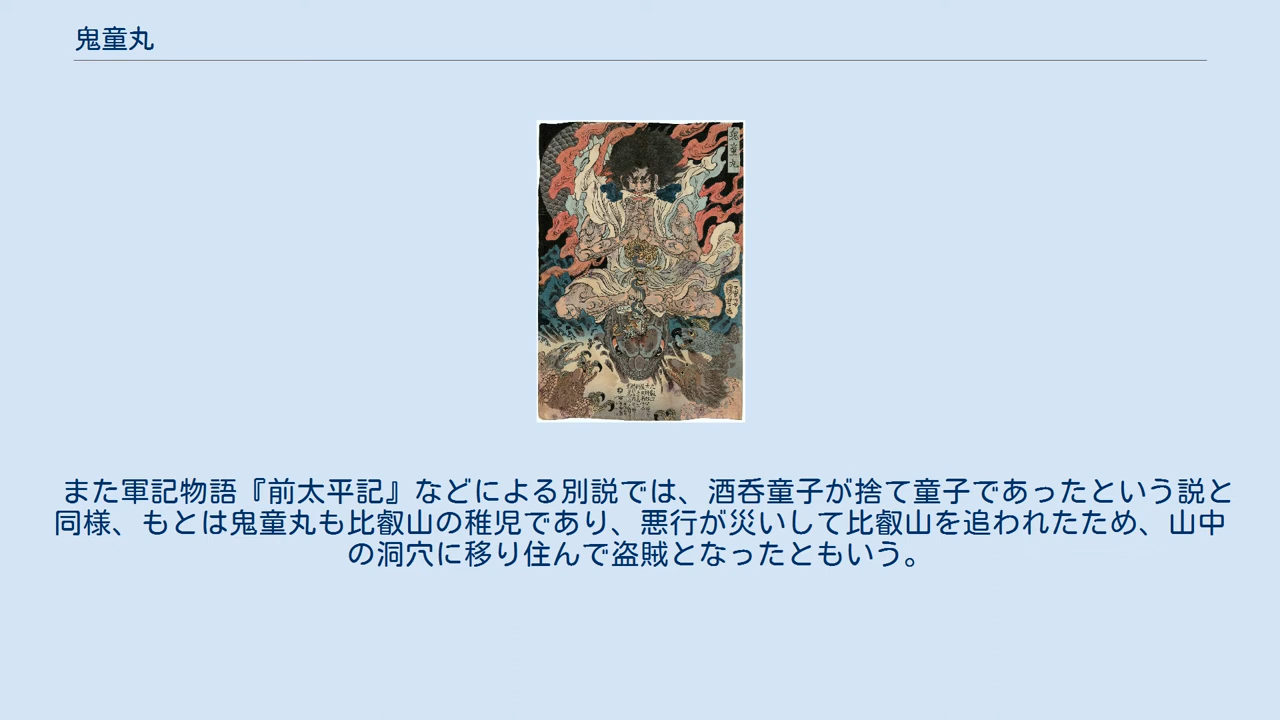 鬼童丸
鬼童丸
また軍記物語『前太平記』などによる別説では、酒呑童子が捨て童子であったという説と
同様、もとは鬼童丸も比叡山の稚児であり、悪行が災いして比叡山を追われたため、山中
の洞穴に移り住んで盗賊となったともいう。